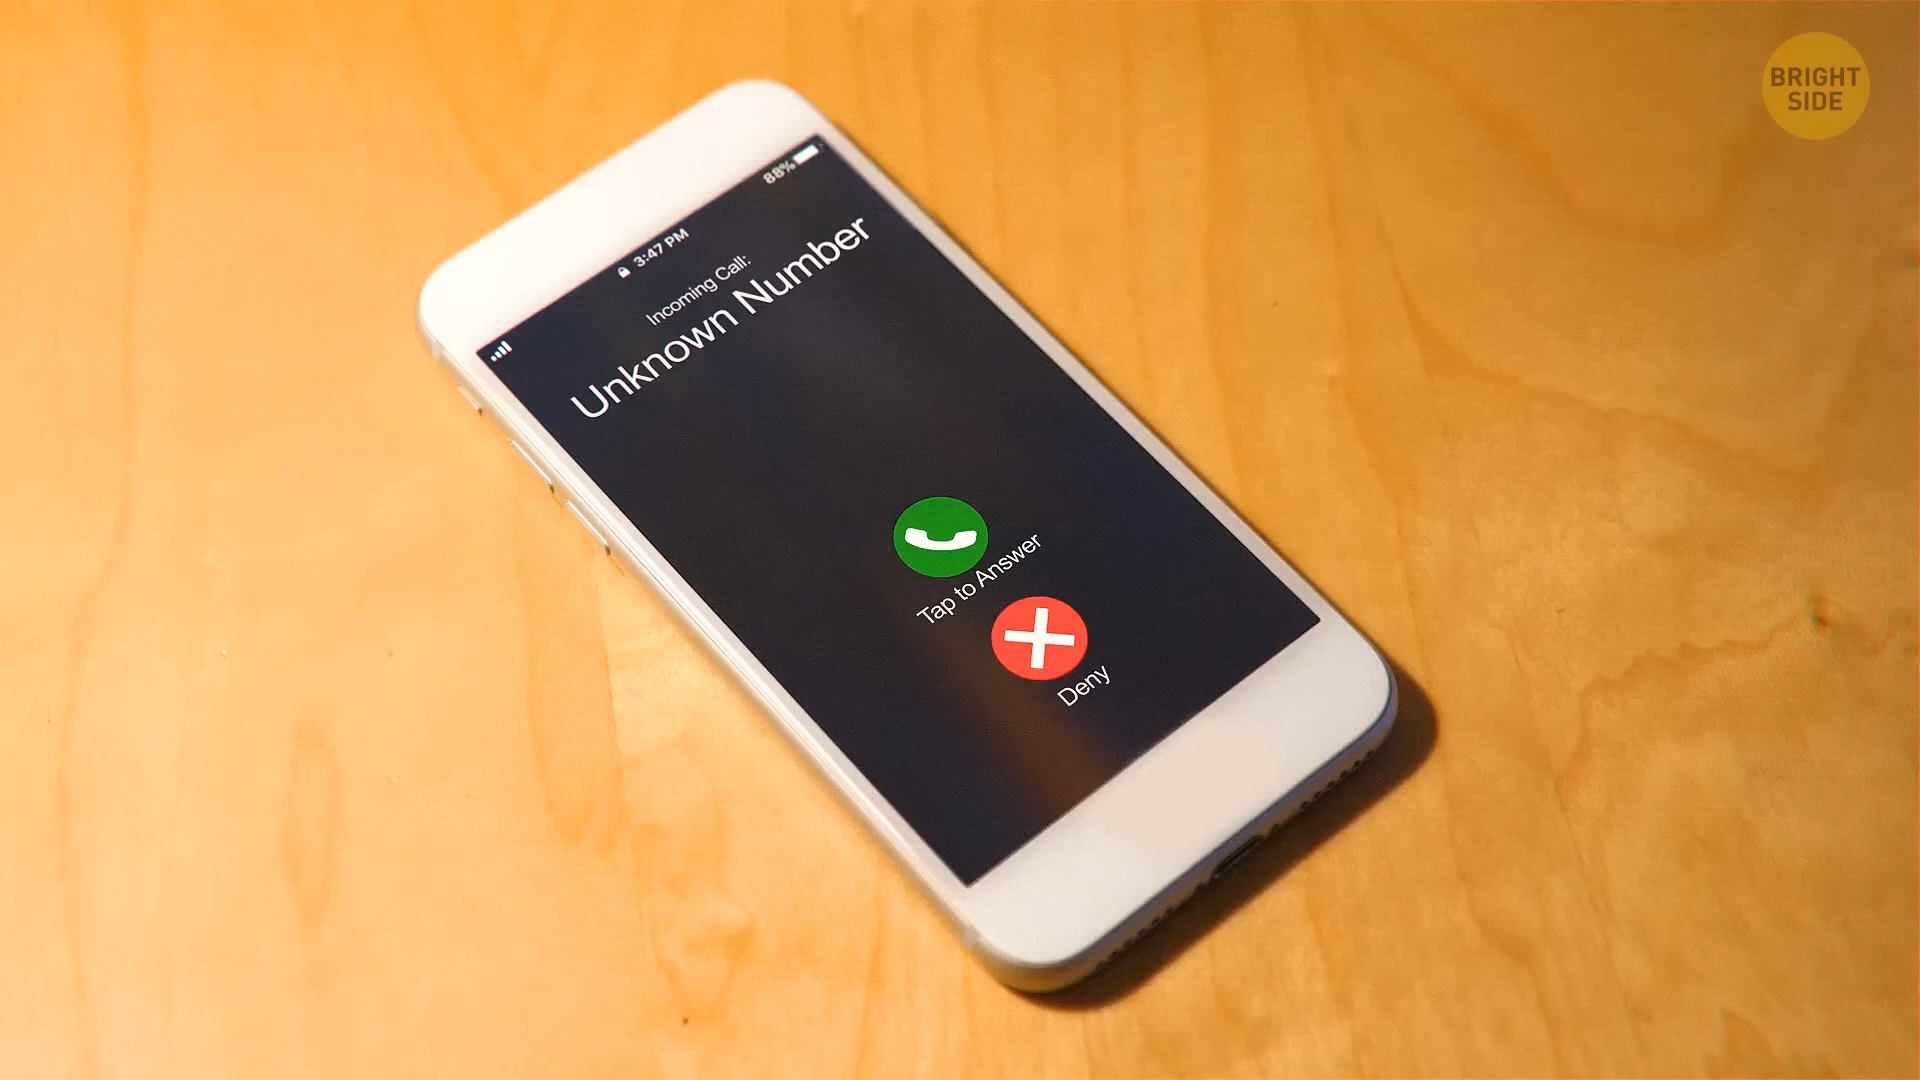 BRIGHT
SIDE
3:47 PM
88%
Incoming Call:
Unknown Number
Tap to Answer
Deny